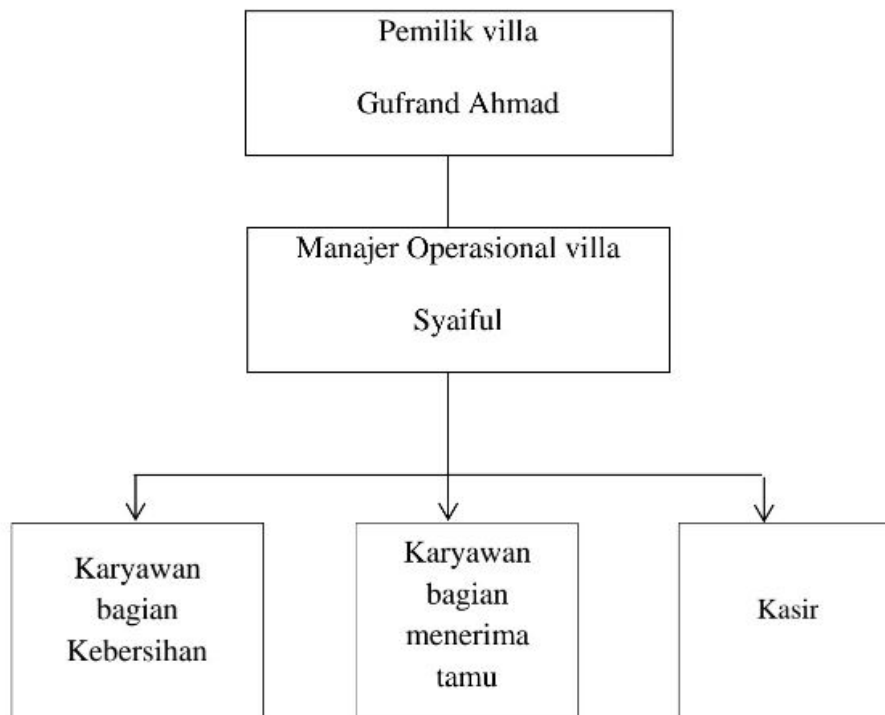 Pemilik villa
Gufrand Ahmad
Manajer Operasional villa
Syaiful
Karyawan
bagian
Kebersihan
Karyawan
bagian
menerima
tamu
Kasir